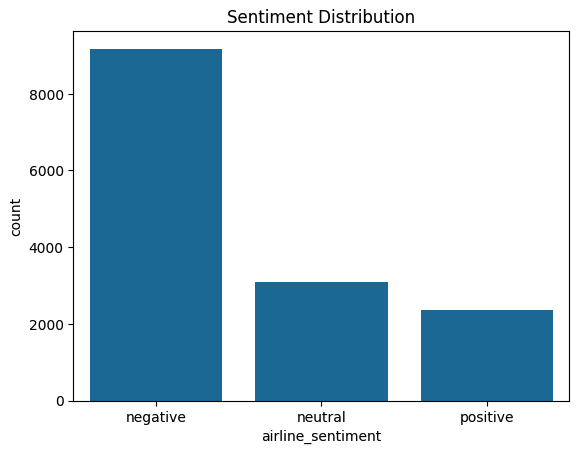 Sentiment Distribution
8000
6000
4000
2000
0
count
negative neutral positive
airline_sentiment